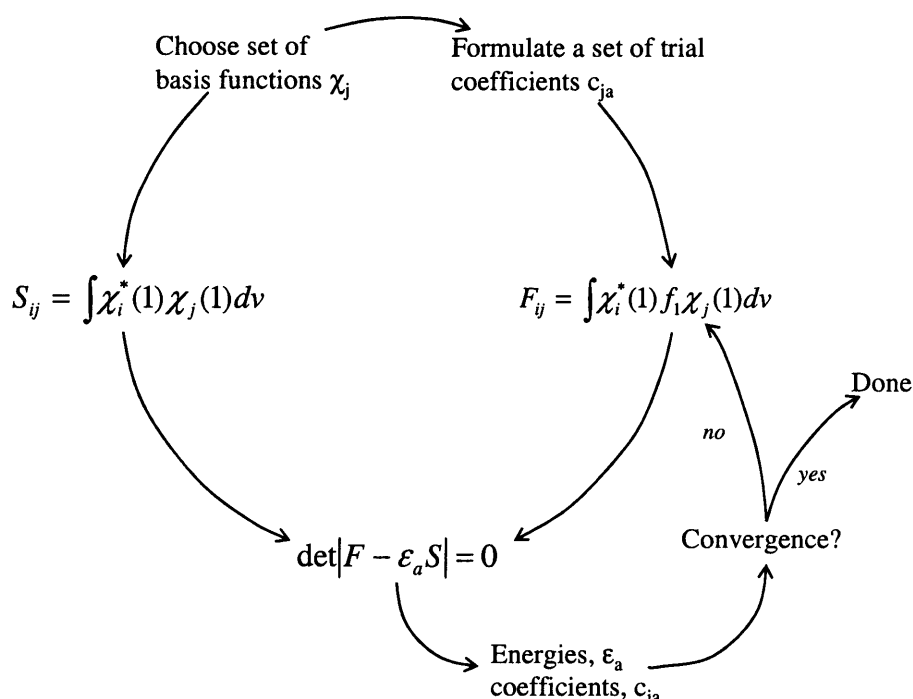 Choose set of
basis functions χj
Formulate a set of trial
coefficients cja
Sij = ∫χi*(1)χj(1)dv
Fij = ∫χi*(1)f1χj(1)dv
Done
no
yes
Convergence?
det|F − εaS| = 0
Energies, εa
coefficients, cja